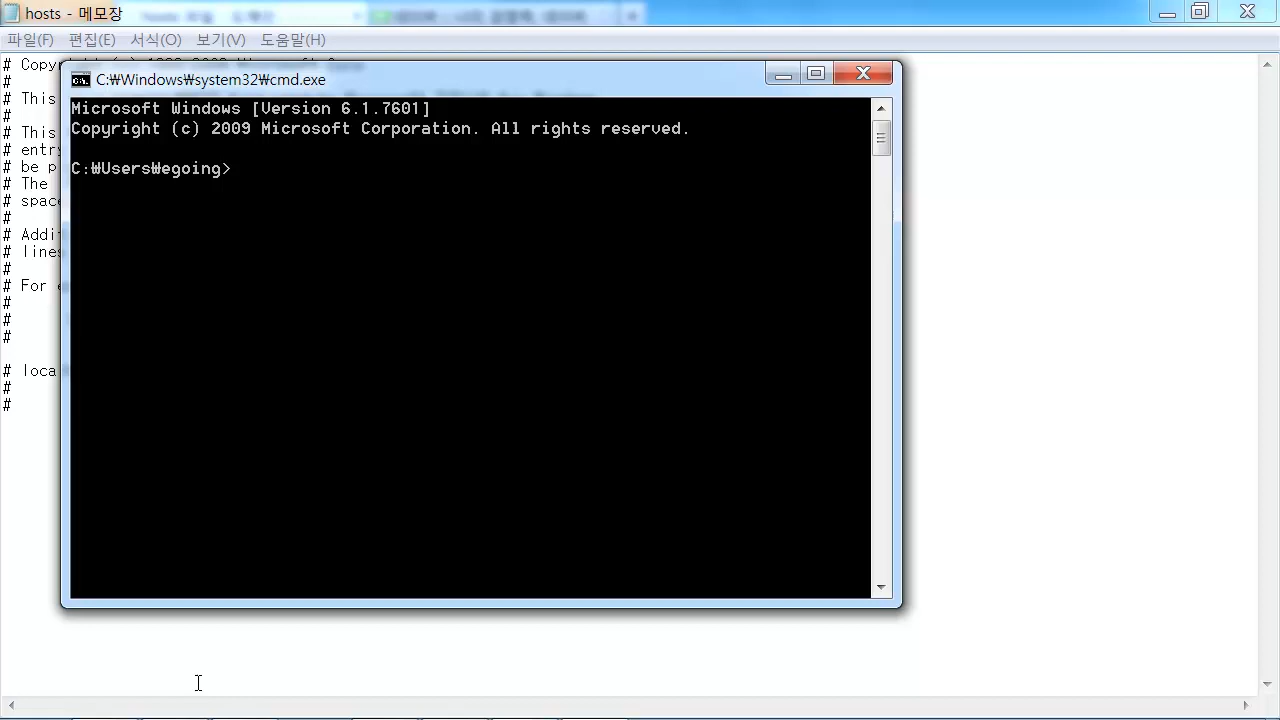 hosts - 메모장
파일(F) 편집(E) 서식(O) 보기(V) 도움말(H)
# Copy
#
# This
#
# This
# entry
# be p
# The
# space
#
# Addi
# lines
#
# For e
#
#
#
# loca
#
#
C:\Windows\system32\cmd.exe
Microsoft Windows [Version 6.1.7601]
Copyright (c) 2009 Microsoft Corporation. All rights reserved.
C:₩Users₩egoing>